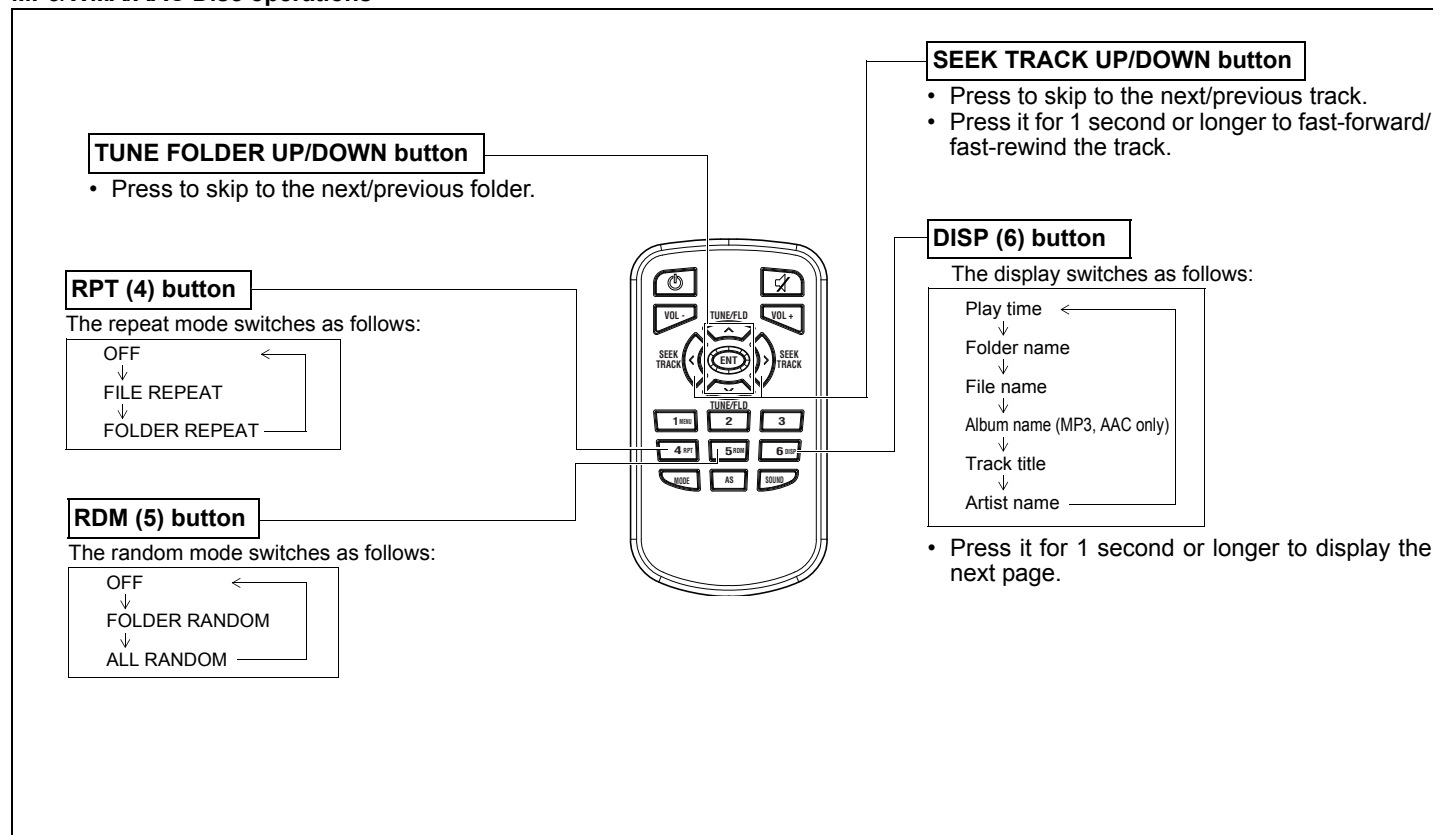 SEEK TRACK UP/DOWN button
• Press to skip to the next/previous track.
• Press it for 1 second or longer to fast-forward/
fast-rewind the track.
TUNE FOLDER UP/DOWN button
• Press to skip to the next/previous folder.
DISP (6) button
The display switches as follows:
Play time
Folder name
File name
Album name (MP3, AAC only)
Track title
Artist name
• Press it for 1 second or longer to display the
next page.
RPT (4) button
The repeat mode switches as follows:
OFF
FILE REPEAT
FOLDER REPEAT
RDM (5) button
The random mode switches as follows:
OFF
FOLDER RANDOM
ALL RANDOM
VOL -
TUNE/FLD
VOL +
SEEK
TRACK
ENT
SEEK
TRACK
TUNE/FLD
1 MENU
2
3
4 RPT
5 RDM
6 DISP
MODE
AS
SOUND